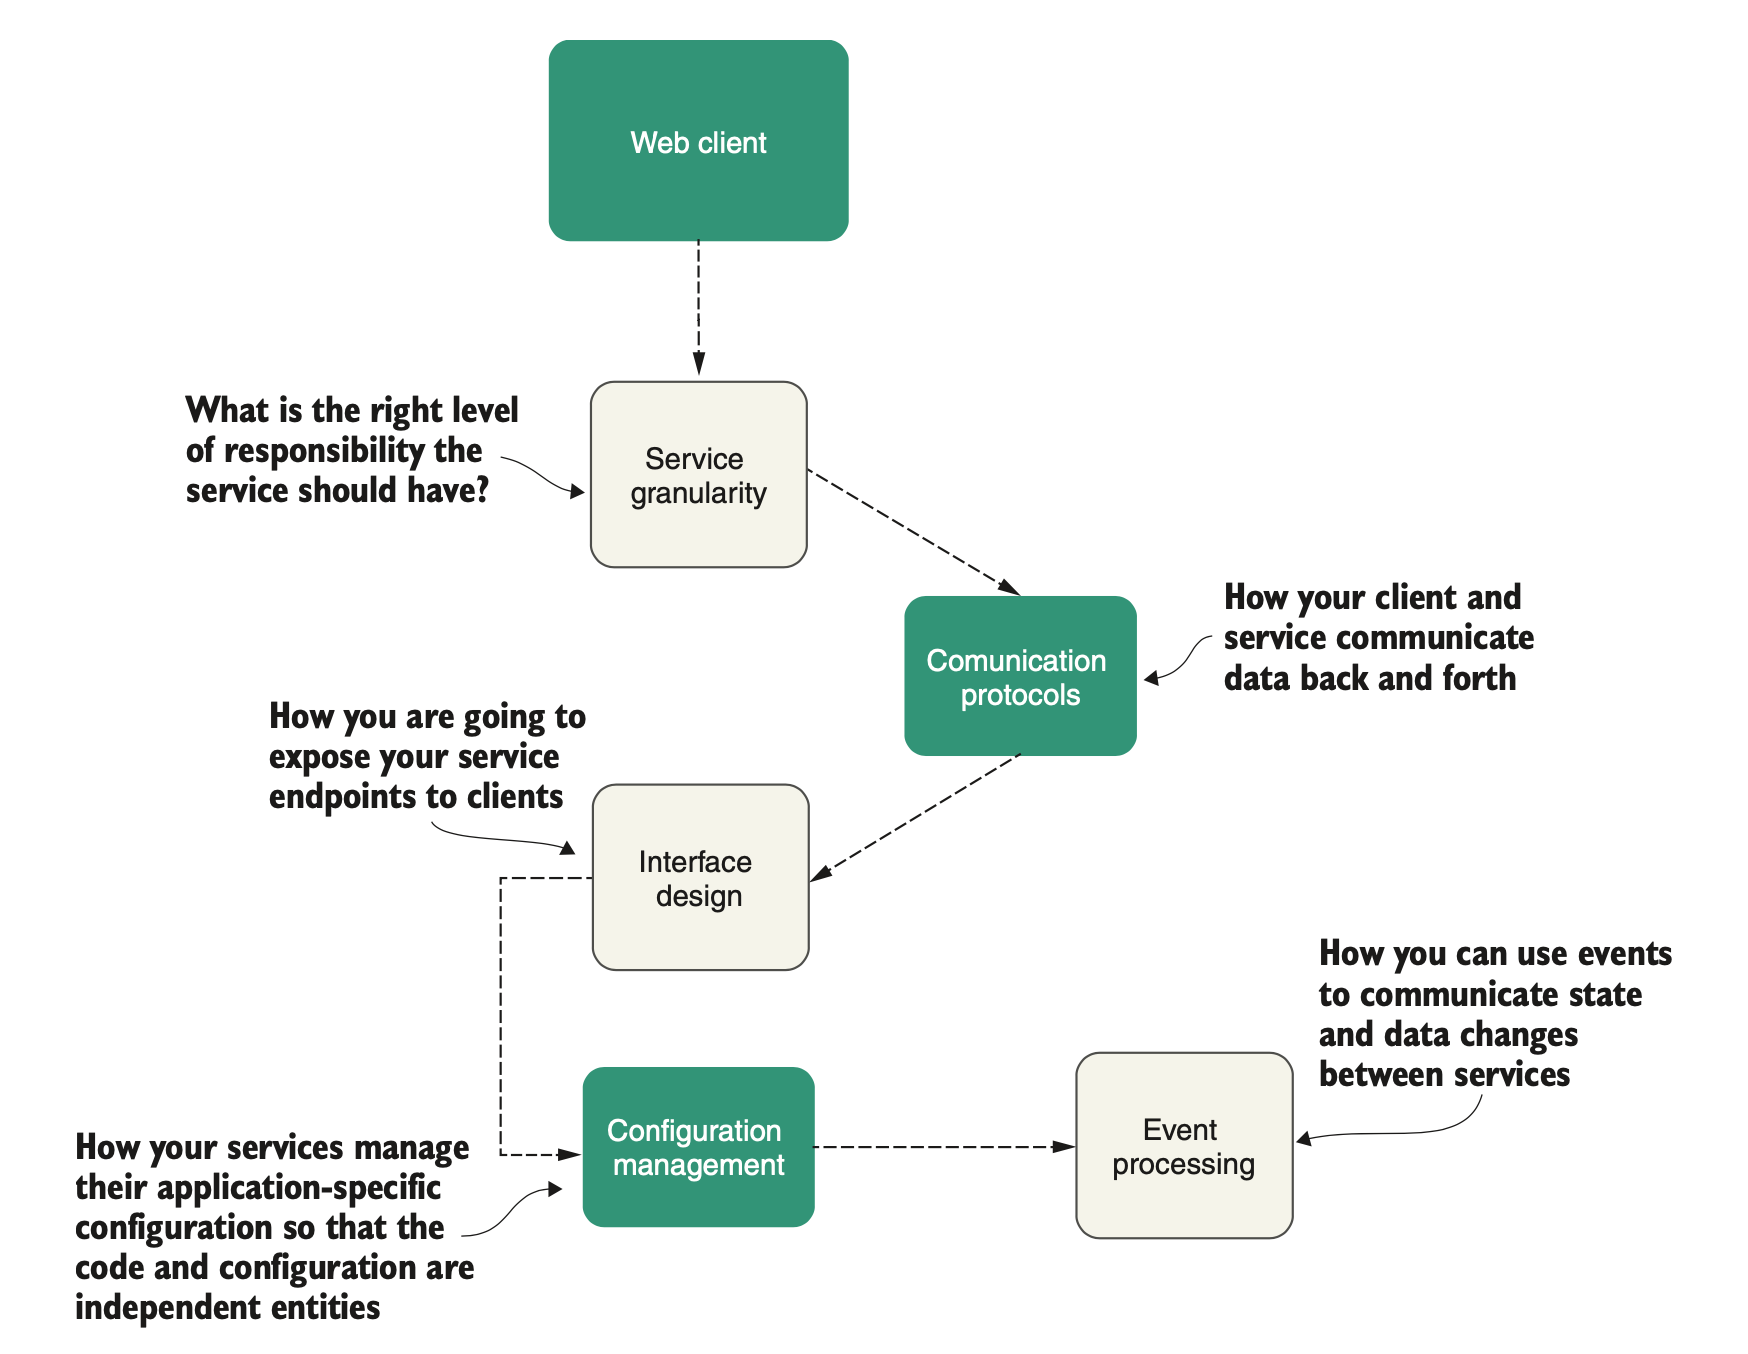 Web client
What is the right level
of responsibility the
service should have?
Service
granularity
How your client and
service communicate
data back and forth
Comunication
protocols
How you are going to
expose your service
endpoints to clients
Interface
design
How you can use events
to communicate state
and data changes
between services
Configuration
management
Event
processing
How your services manage
their application-specific
configuration so that the
code and configuration are
independent entities